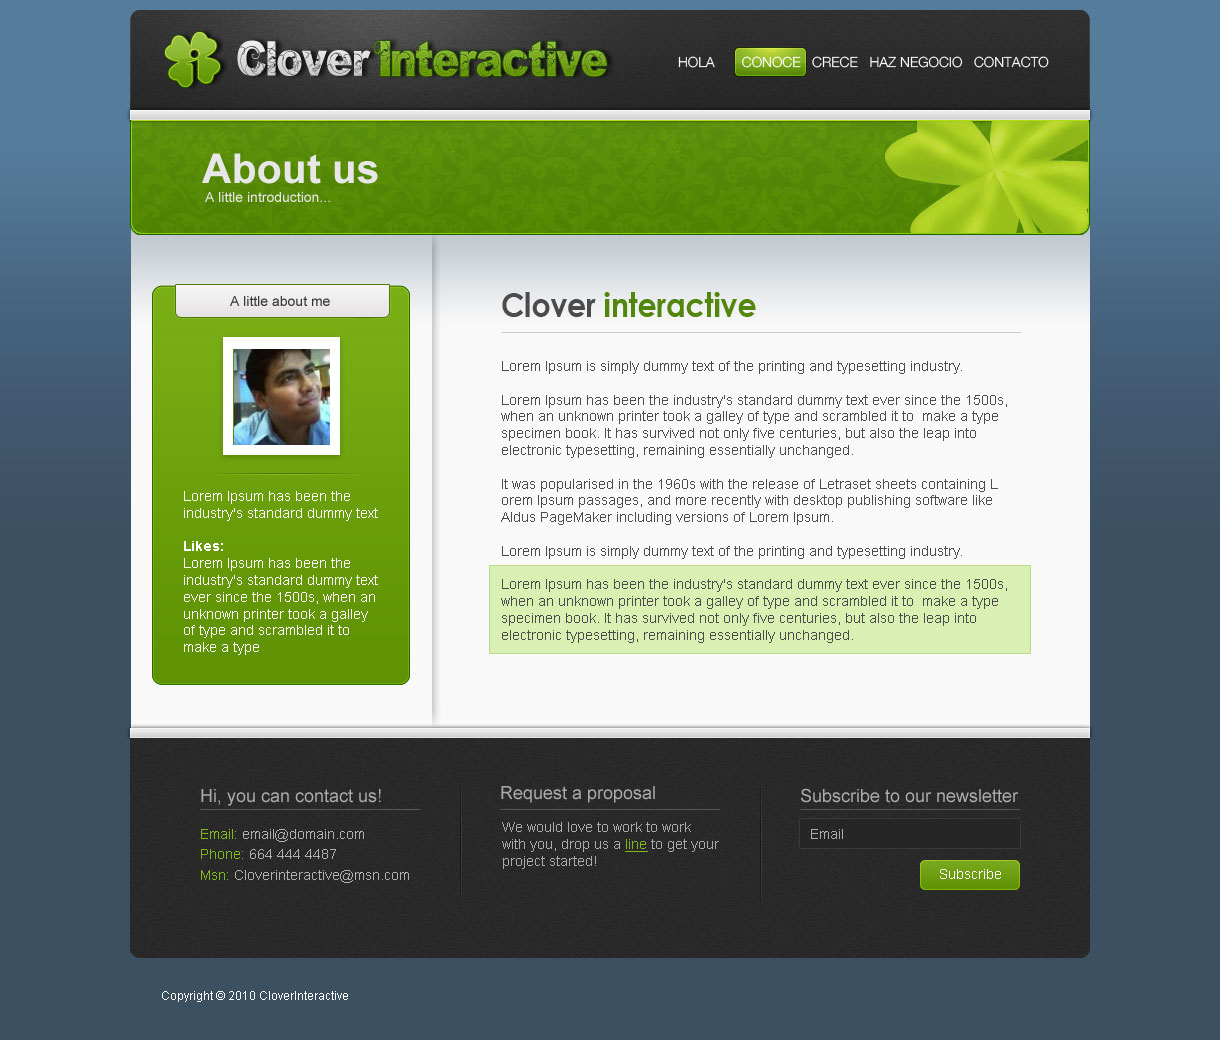 Clover Interactive
HOLA CONOCE CRECE HAZ NEGOCIO CONTACTO
About us
A little introduction...
A little about me
Lorem Ipsum has been the
industry's standard dummy text
Likes:
Lorem Ipsum has been the
industry's standard dummy text
ever since the 1500s, when an
unknown printer took a galley
of type and scrambled it to
make a type
Clover interactive
Lorem Ipsum is simply dummy text of the printing and typesetting industry.
Lorem Ipsum has been the industry's standard dummy text ever since the 1500s,
when an unknown printer took a galley of type and scrambled it to  make a type
specimen book. It has survived not only five centuries, but also the leap into
electronic typesetting, remaining essentially unchanged.
It was popularised in the 1960s with the release of Letraset sheets containing L
orem Ipsum passages, and more recently with desktop publishing software like
Aldus PageMaker including versions of Lorem Ipsum.
Lorem Ipsum is simply dummy text of the printing and typesetting industry.
Lorem Ipsum has been the industry's standard dummy text ever since the 1500s,
when an unknown printer took a galley of type and scrambled it to  make a type
specimen book. It has survived not only five centuries, but also the leap into
electronic typesetting, remaining essentially unchanged.
Hi, you can contact us!
Email: email@domain.com
Phone: 664 444 4487
Msn: Cloverinteractive@msn.com
Request a proposal
We would love to work to work
with you, drop us a line to get your
project started!
Subscribe to our newsletter
Email
Subscribe
Copyright © 2010 CloverInteractive